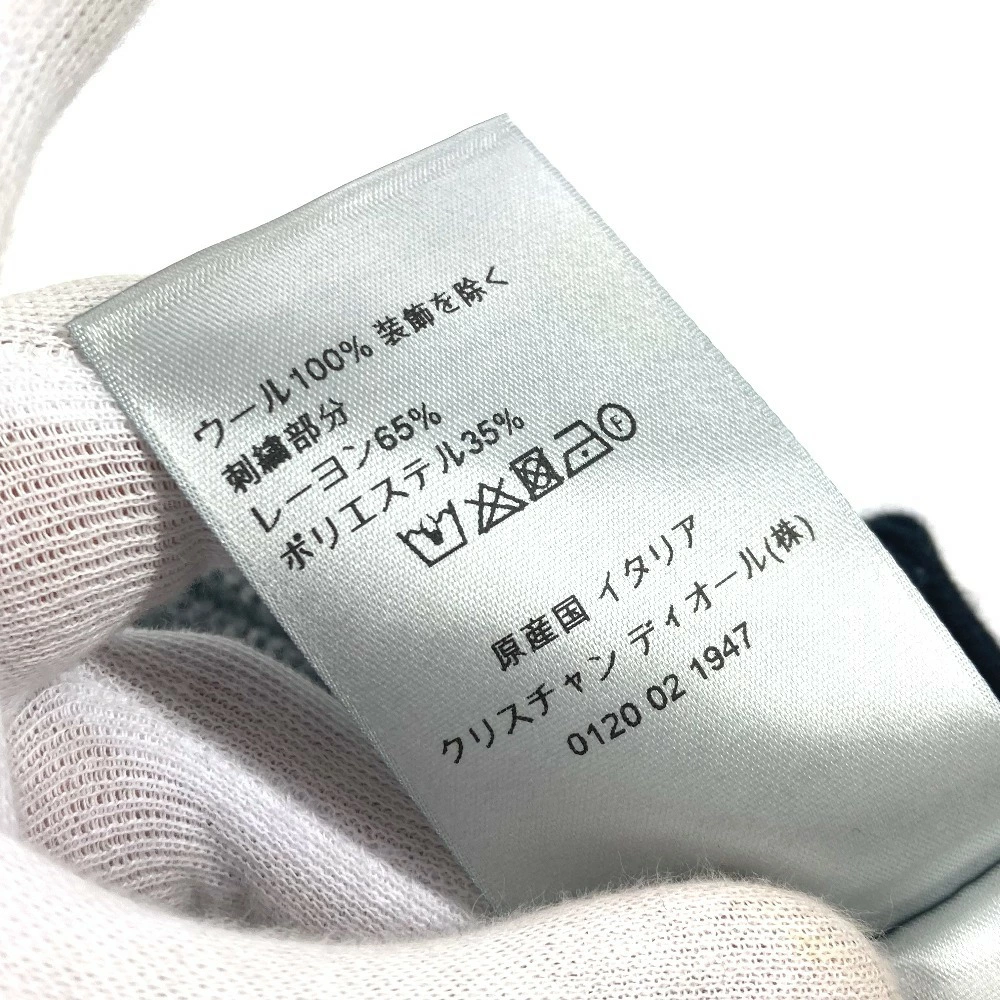 ウール100% 装飾を除く
刺繍部分
レーヨン65%
ポリエステル35%
F
原産国 イタリア
クリスチャン ディオール(株)
0120 02 1947